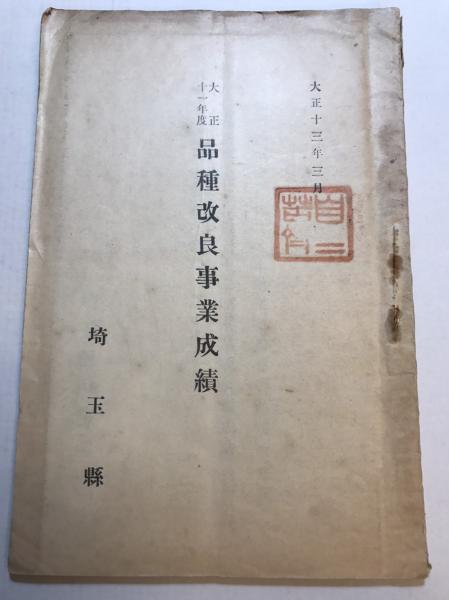 大正十三年三月
大正十一年度 品種改良事業成績
埼玉縣